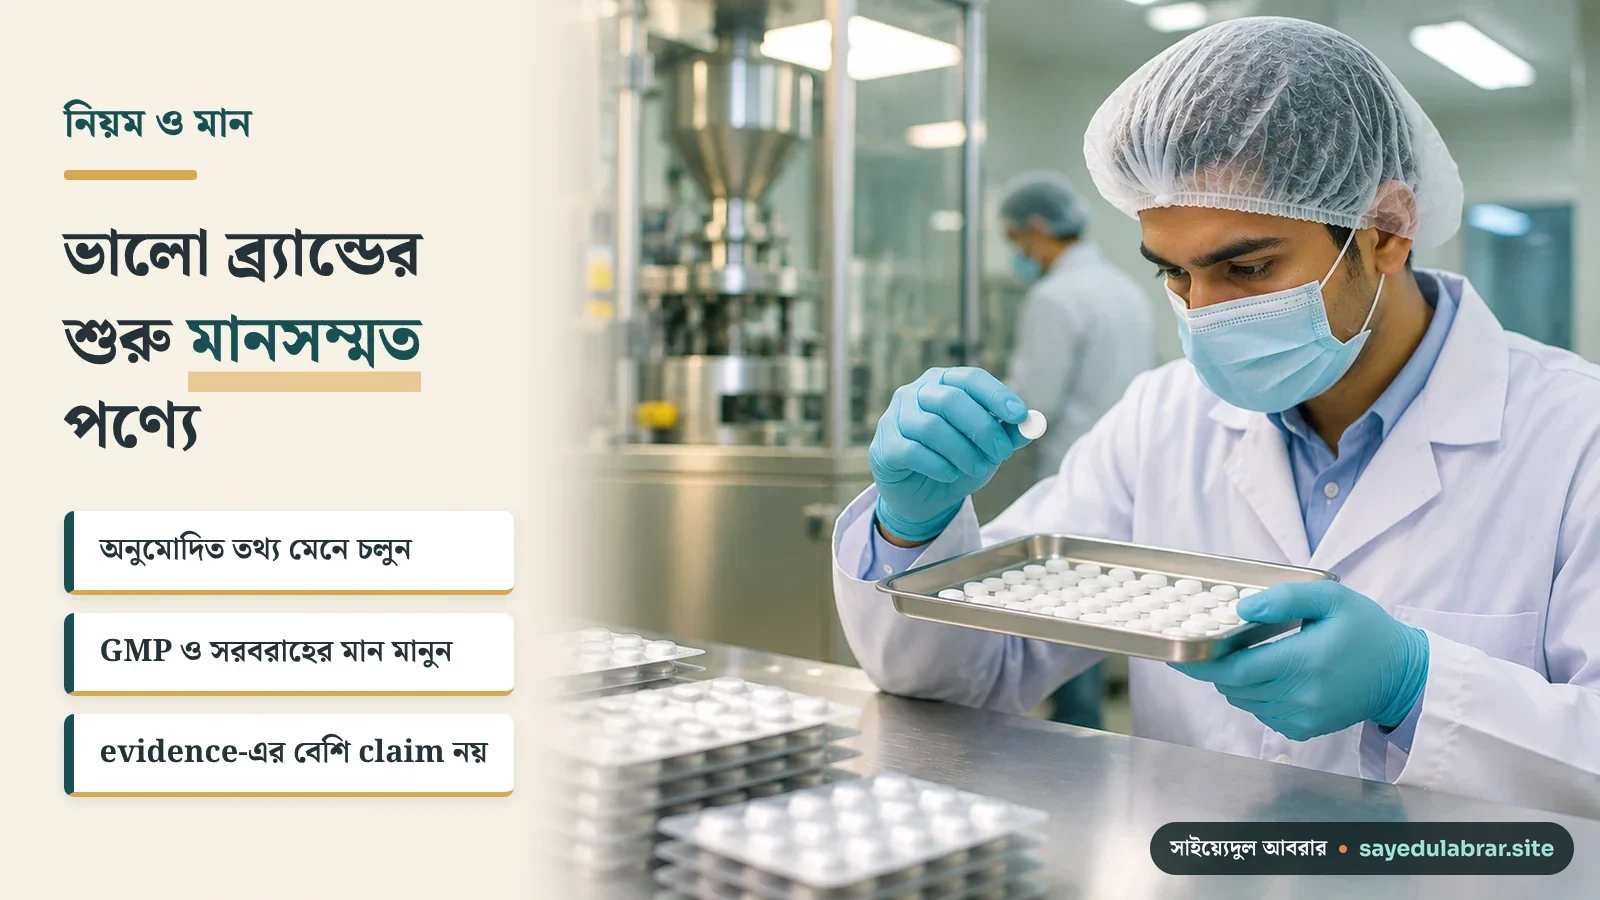 নিয়ম ও মান
ভালো ব্র্যান্ডের
শুরু মানসম্মত
পণ্যে
অনুমোদিত তথ্য মেনে চলুন
GMP ও সরবরাহের মান মানুন
evidence-এর বেশি claim নয়
সাইয়্যেদুল আবরার • sayedulabrar.site